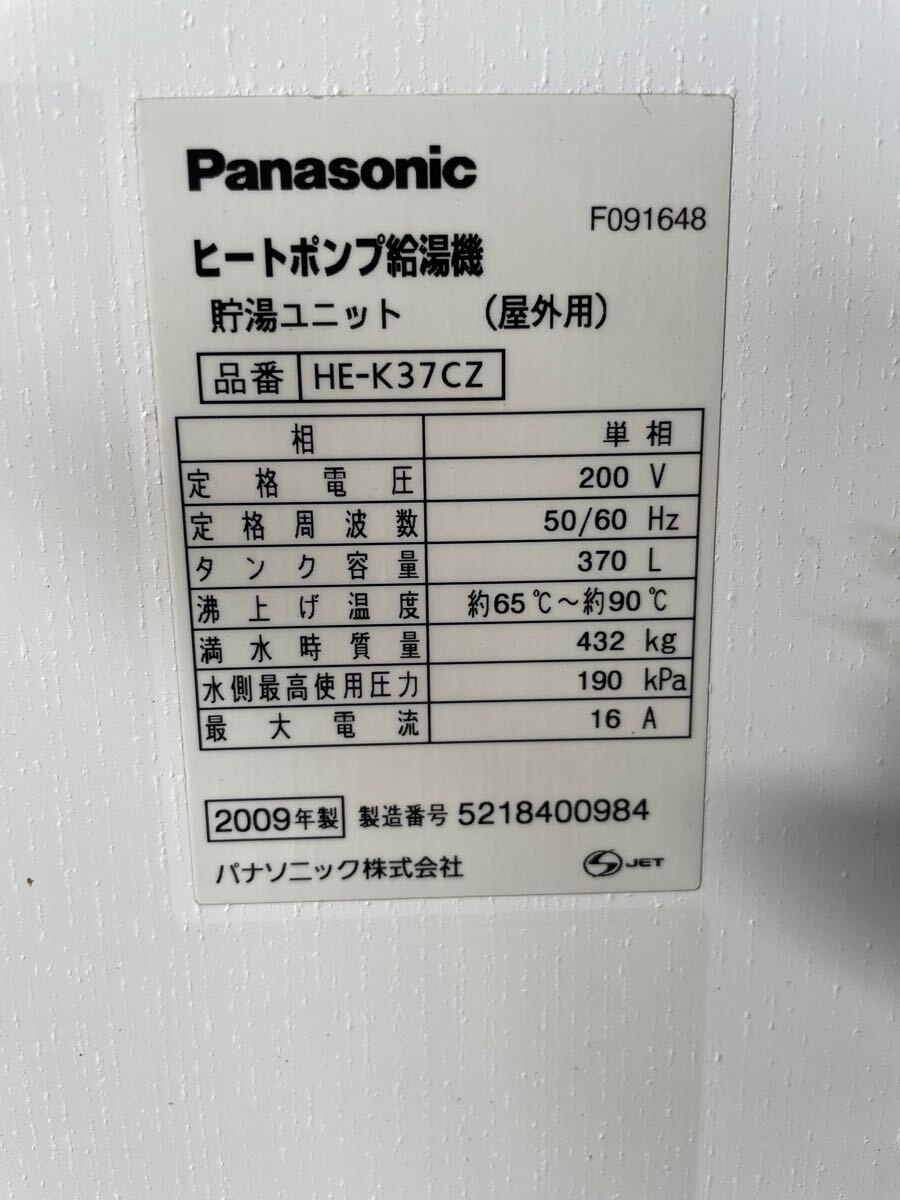 Panasonic
F091648
ヒートポンプ給湯機
貯湯ユニット (屋外用)
品番 HE-K37CZ
相 単相
定格電圧 200 V
定格周波数 50/60 Hz
タンク容量 370 L
沸上げ温度 約65℃～約90℃
満水時質量 432 kg
水側最高使用圧力 190 kPa
最大電流 16 A
2009年製 製造番号 5218400984
パナソニック株式会社 JET